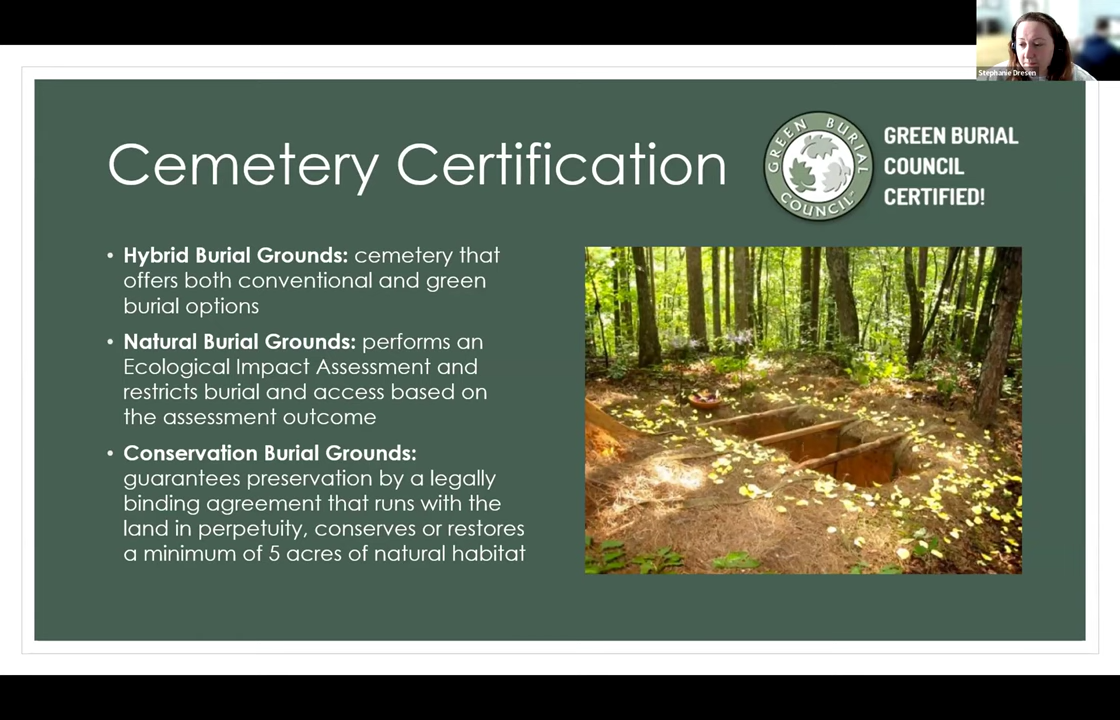 Stephanie Dresen
Cemetery Certification
GREEN BURIAL
COUNCIL
GREEN BURIAL
COUNCIL
CERTIFIED!
• Hybrid Burial Grounds: cemetery that
offers both conventional and green
burial options
• Natural Burial Grounds: performs an
Ecological Impact Assessment and
restricts burial and access based on
the assessment outcome
• Conservation Burial Grounds:
guarantees preservation by a legally
binding agreement that runs with the
land in perpetuity, conserves or restores
a minimum of 5 acres of natural habitat